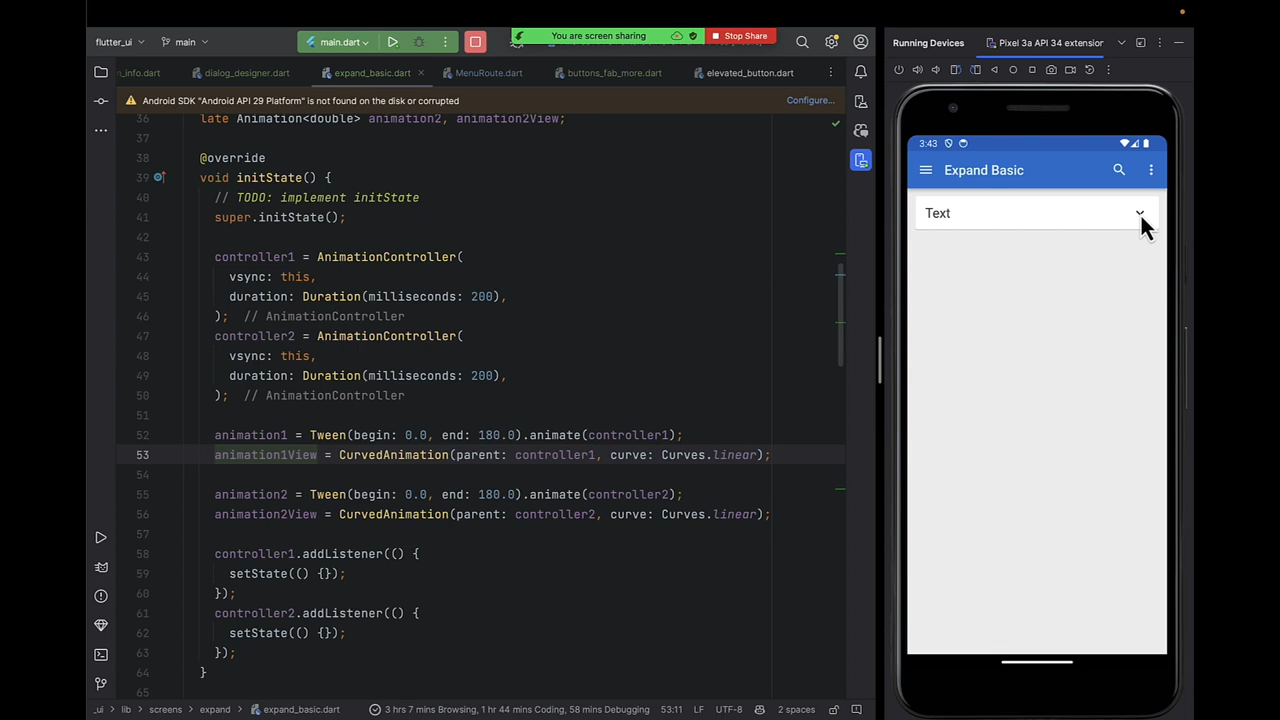 flutter_ui
main
main.dart
You are screen sharing
Stop Share
Running Devices
Pixel 3a API 34 extension
n_info.dart
dialog_designer.dart
expand_basic.dart
MenuRoute.dart
buttons_fab_more.dart
elevated_button.dart
Android SDK "Android API 29 Platform" is not found on the disk or corrupted
Configure...
36 late Animation<double> animation2, animation2View;
37
38 @override
39 void initState() {
40 // TODO: implement initState
41 super.initState();
42
43 controller1 = AnimationController(
44 vsync: this,
45 duration: Duration(milliseconds: 200),
46 ); // AnimationController
47 controller2 = AnimationController(
48 vsync: this,
49 duration: Duration(milliseconds: 200),
50 ); // AnimationController
51
52 animation1 = Tween(begin: 0.0, end: 180.0).animate(controller1);
53 animation1View = CurvedAnimation(parent: controller1, curve: Curves.linear);
54
55 animation2 = Tween(begin: 0.0, end: 180.0).animate(controller2);
56 animation2View = CurvedAnimation(parent: controller2, curve: Curves.linear);
57
58 controller1.addListener(() {
59 setState(() {});
60 });
61 controller2.addListener(() {
62 setState(() {});
63 });
64 }
65
3:43
Expand Basic
Text
_ui
lib
screens
expand
expand_basic.dart
3 hrs 7 mins Browsing, 1 hr 44 mins Coding, 58 mins Debugging
53:11
LF
UTF-8
2 spaces